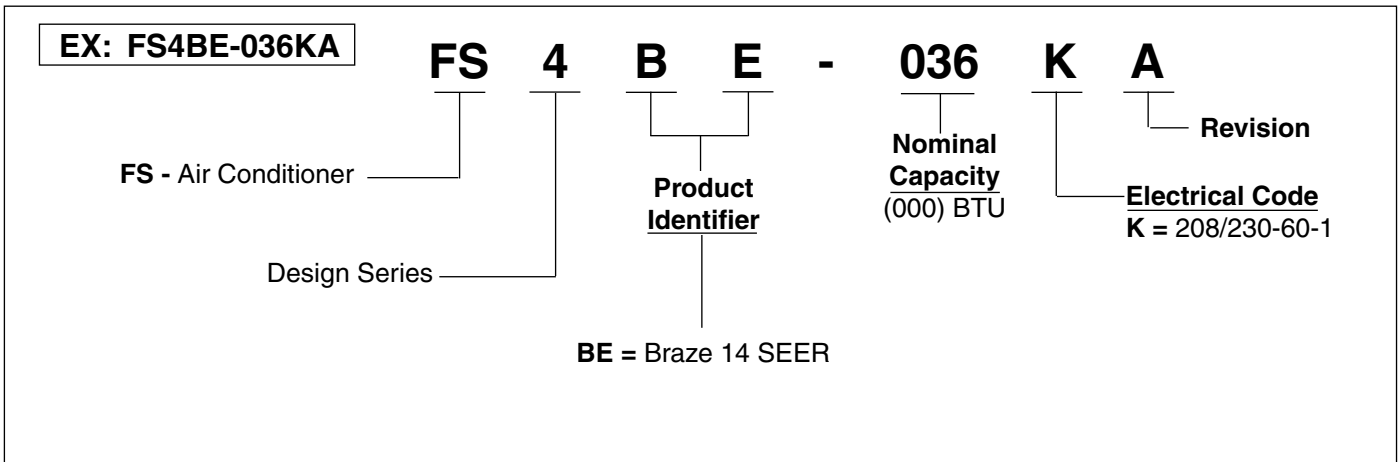 EX: FS4BE-036KA
FS 4 B E - 036 K A
FS - Air Conditioner
Design Series
Product
Identifier
BE = Braze 14 SEER
Nominal
Capacity
(000) BTU
Revision
Electrical Code
K = 208/230-60-1